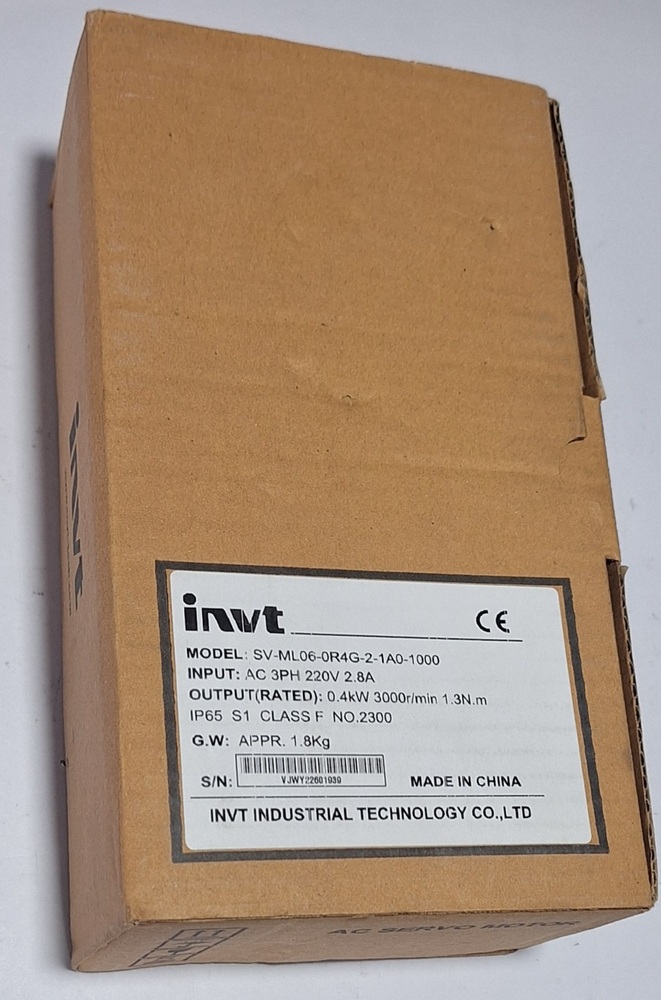 invt
invt
CE
MODEL: SV-ML06-0R4G-2-1A0-1000
INPUT: AC 3PH 220V 2.8A
OUTPUT(RATED): 0.4kW 3000r/min 1.3N.m
IP65 S1 CLASS F NO.2300
G.W: APPR. 1.8Kg
S/N: VJWY22601939
MADE IN CHINA
INVT INDUSTRIAL TECHNOLOGY CO.,LTD
AC SERVO MOTOR